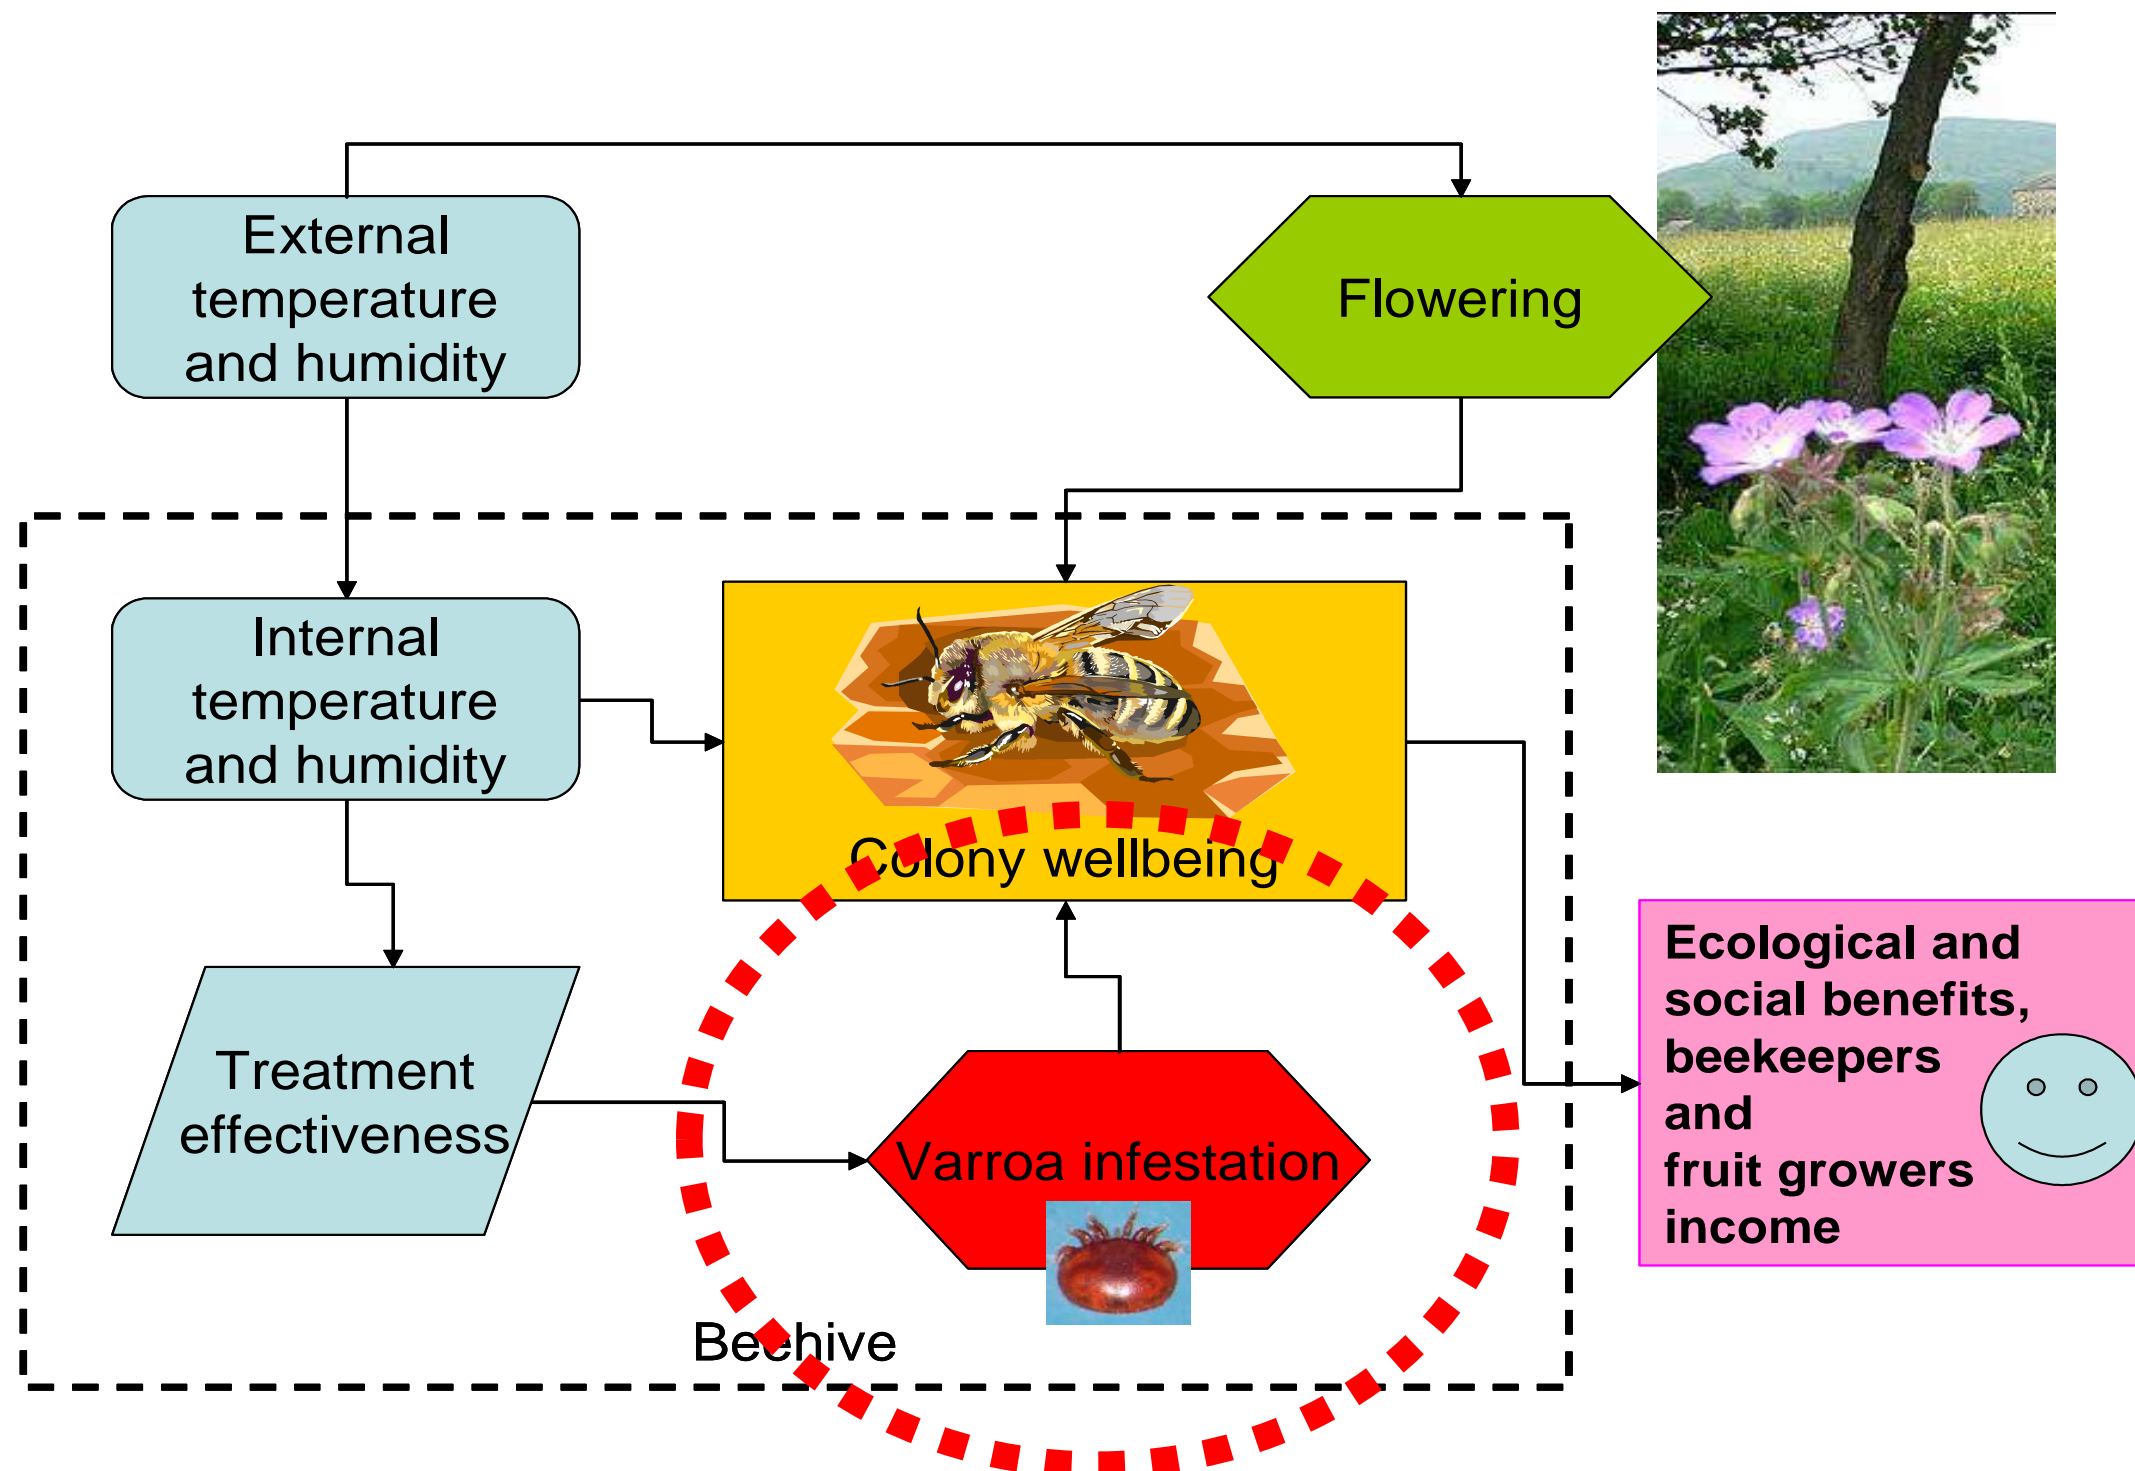 External
temperature
and humidity
Flowering
Internal
temperature
and humidity
Colony wellbeing
Treatment
effectiveness
Varroa infestation
Beehive
Ecological and
social benefits,
beekeepers
and
fruit growers
income